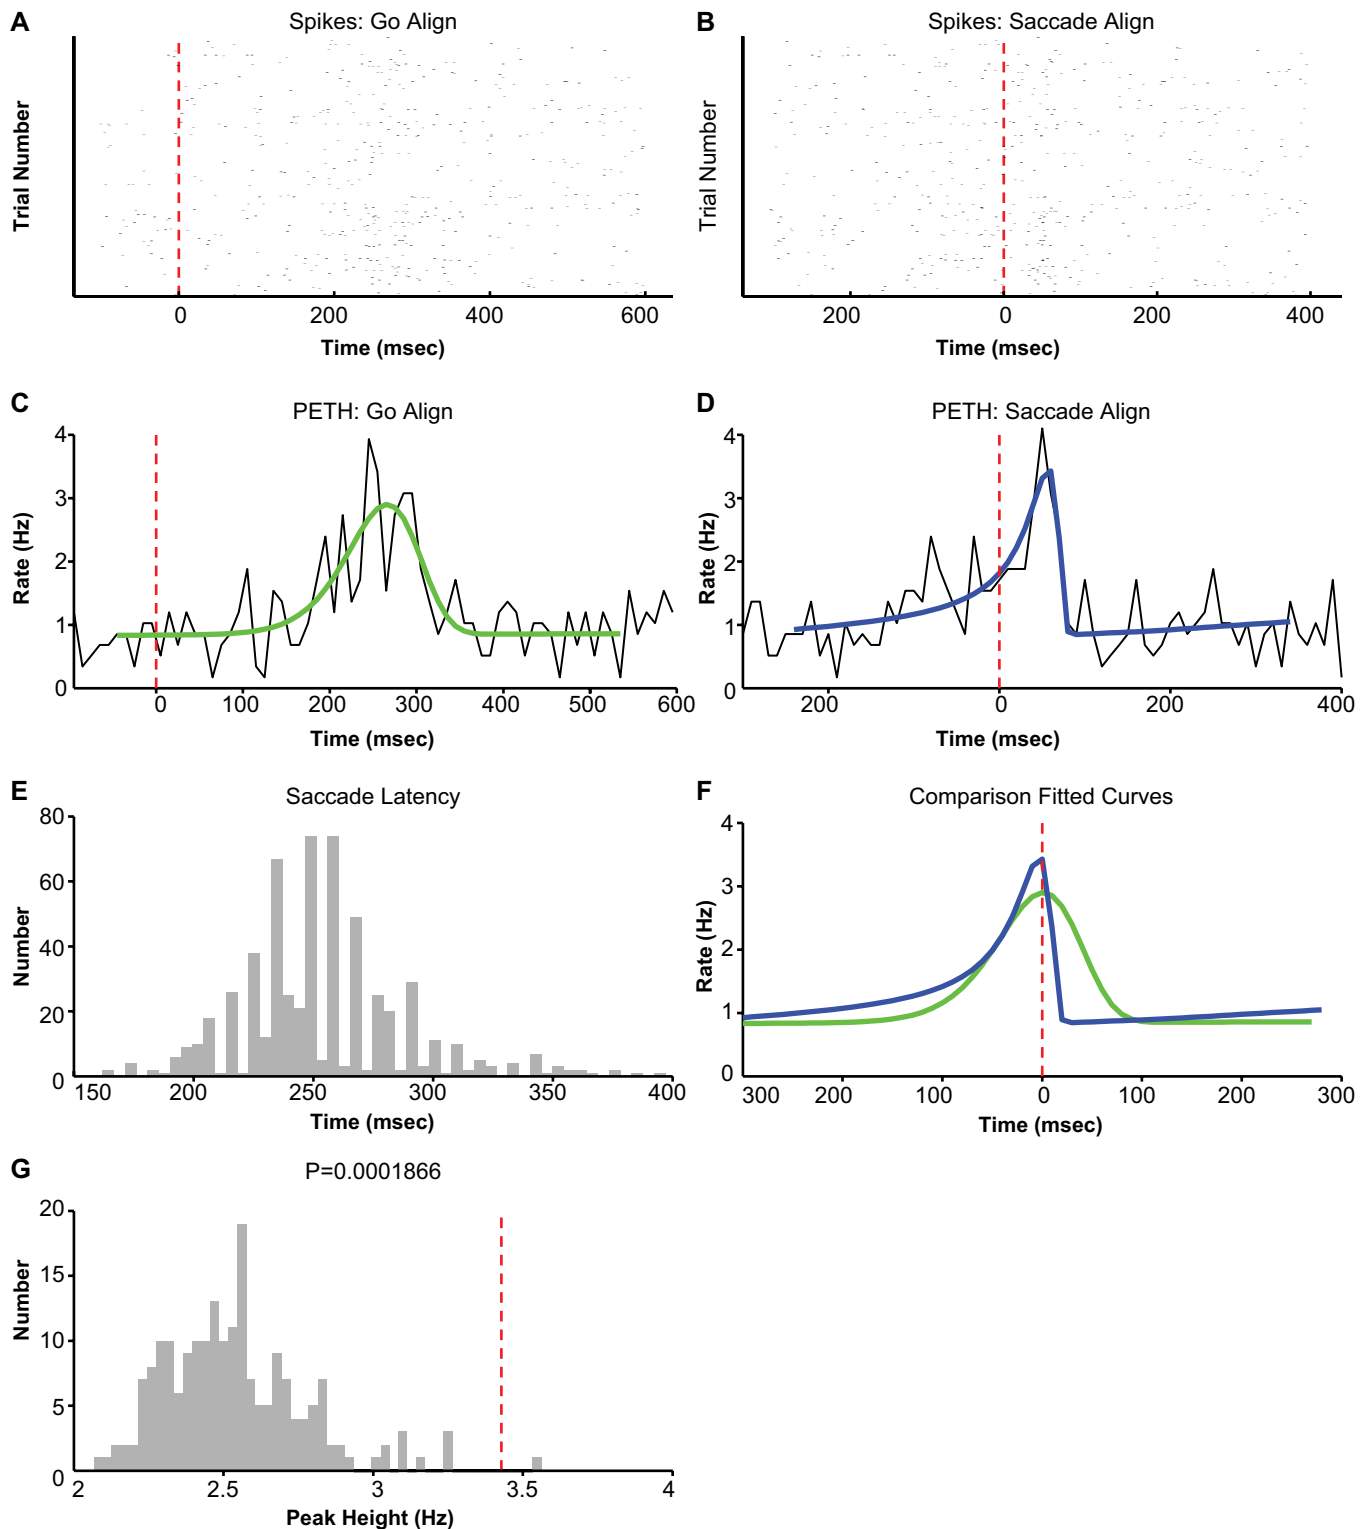 A
Spikes: Go Align
Trial Number
0 200 400 600
Time (msec)
B
Spikes: Saccade Align
Trial Number
200 0 200 400
Time (msec)
C
PETH: Go Align
Rate (Hz)
4
3
2
1
0
0 100 200 300 400 500 600
Time (msec)
D
PETH: Saccade Align
Rate (Hz)
4
3
2
1
0
200 0 200 400
Time (msec)
E
Saccade Latency
Number
80
60
40
20
0
150 200 250 300 350 400
Time (msec)
F
Comparison Fitted Curves
Rate (Hz)
4
3
2
1
0
300 200 100 0 100 200 300
Time (msec)
G
P=0.0001866
Number
20
15
10
5
0
2 2.5 3 3.5 4
Peak Height (Hz)